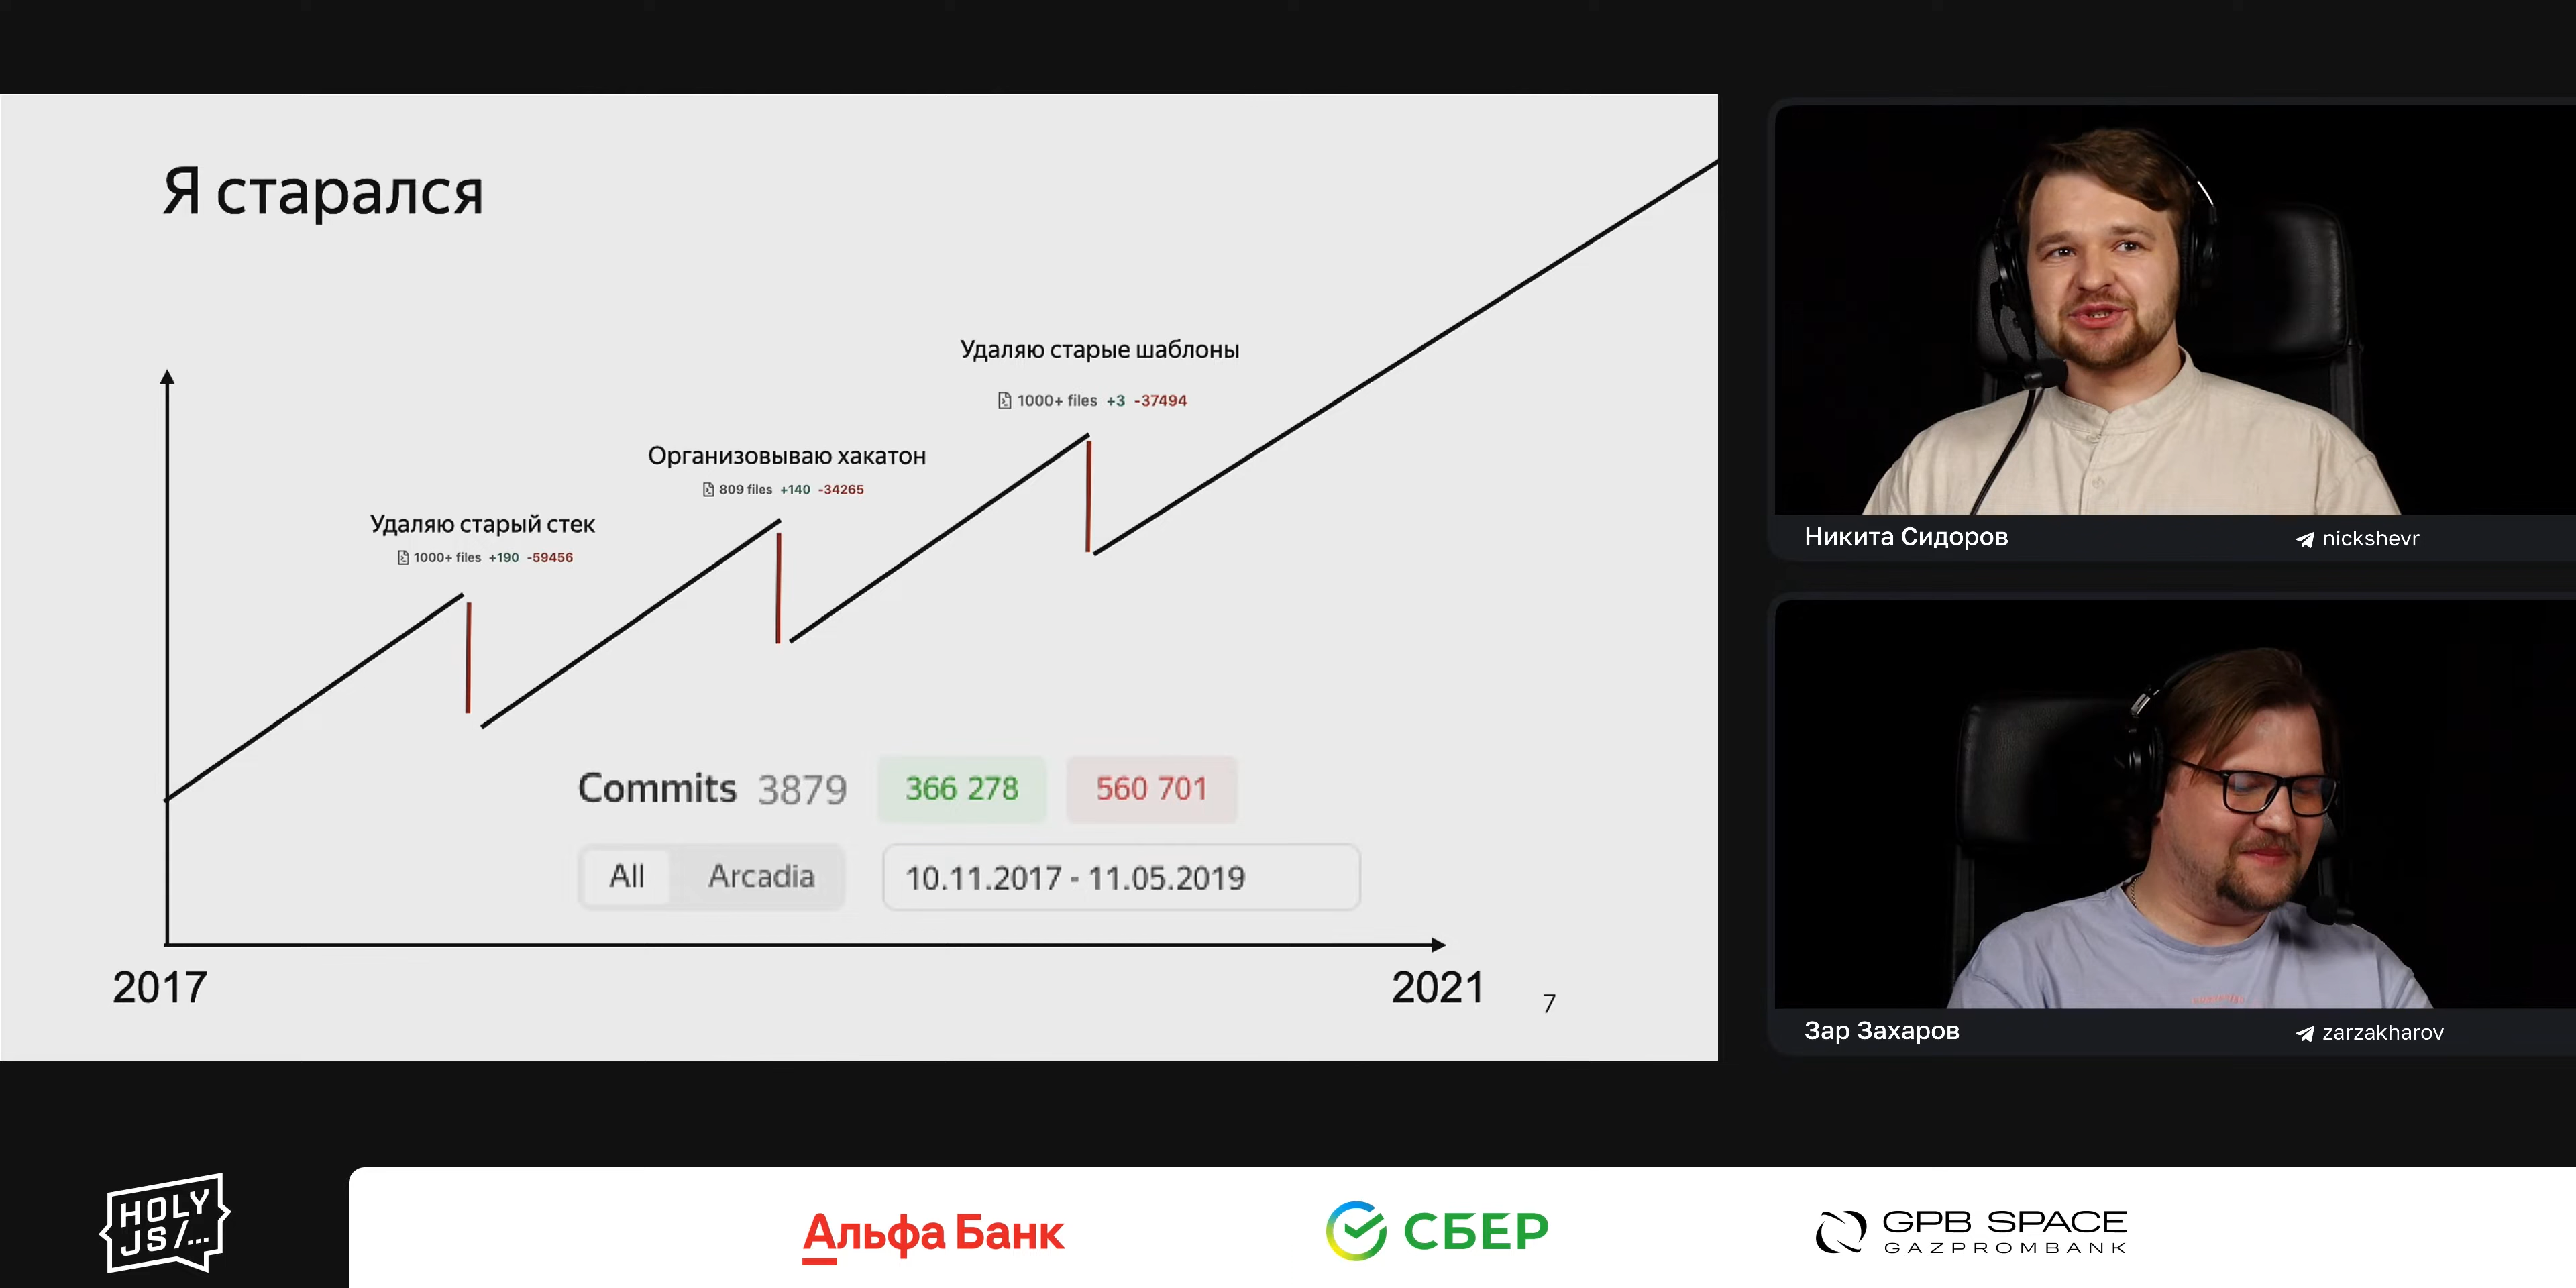 Я старался
Удаляю старые шаблоны
1000+ files +3 -37494
Организовываю хакатон
809 files +140 -34265
Удаляю старый стек
1000+ files +190 -59456
Commits 3879 366 278 560 701
All Arcadia 10.11.2017 - 11.05.2019
2017 2021
7
Никита Сидоров nickshevr
Зар Захаров zarzakharov
HOLY
JS/...
Альфа Банк
СБЕР
GPB SPACE
GAZPROMBANK